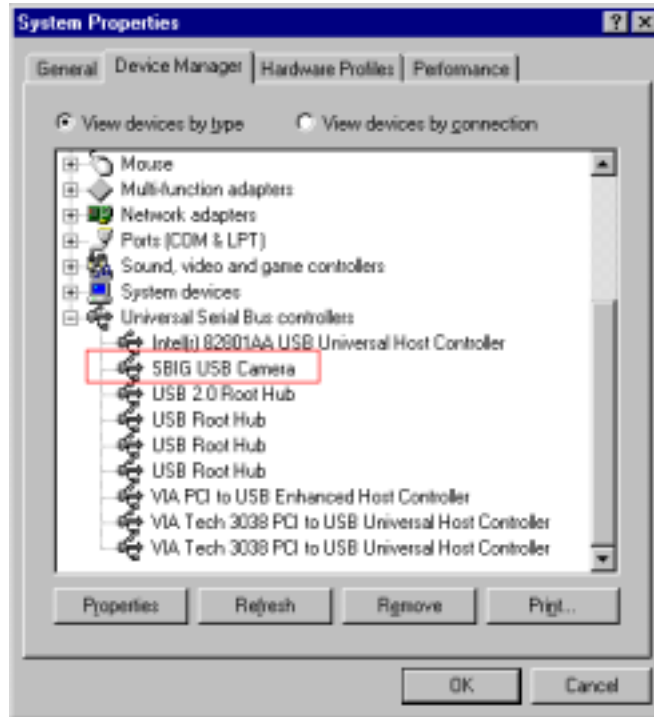 System Properties
General Device Manager Hardware Profiles Performance
View devices by type View devices by connection
Mouse
Multi-function adapters
Network adapters
Ports (COM & LPT)
Sound, video and game controllers
System devices
Universal Serial Bus controllers
Intel(r) 82801AA USB Universal Host Controller
SBIG USB Camera
USB 2.0 Root Hub
USB Root Hub
USB Root Hub
USB Root Hub
VIA PCI to USB Enhanced Host Controller
VIA Tech 3038 PCI to USB Universal Host Controller
VIA Tech 3038 PCI to USB Universal Host Controller
Properties Refresh Remove Print...
OK Cancel